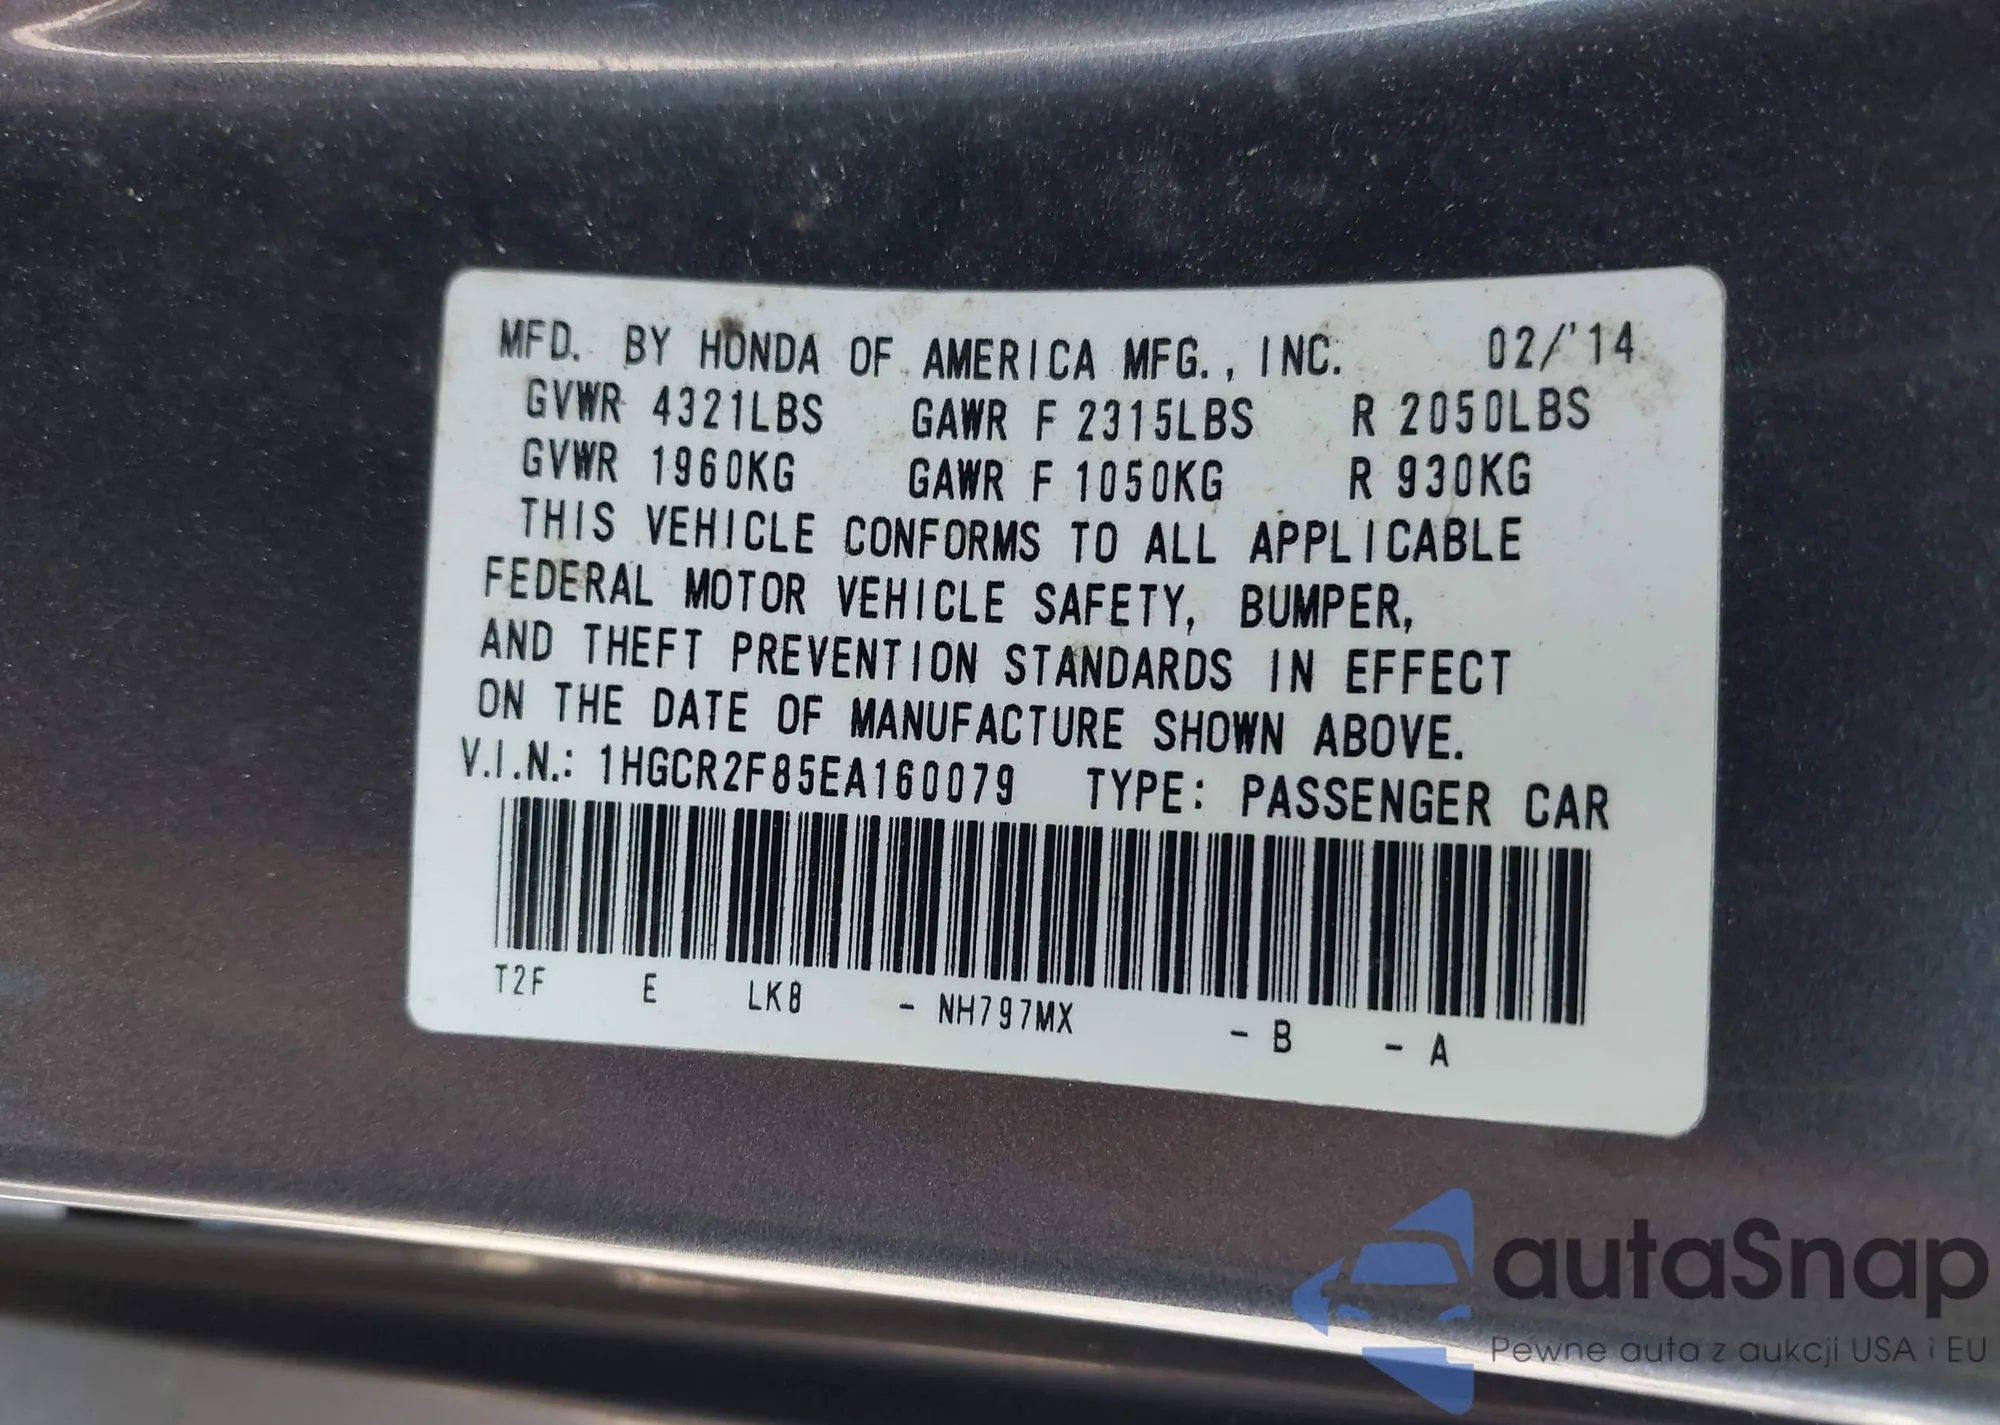 MFD. BY HONDA OF AMERICA MFG., INC. 02/'14
GVWR 4321LBS GAWR F 2315LBS R 2050LBS
GVWR 1960KG GAWR F 1050KG R 930KG
THIS VEHICLE CONFORMS TO ALL APPLICABLE
FEDERAL MOTOR VEHICLE SAFETY, BUMPER,
AND THEFT PREVENTION STANDARDS IN EFFECT
ON THE DATE OF MANUFACTURE SHOWN ABOVE.
V.I.N.: 1HGCR2F85EA160079 TYPE: PASSENGER CAR
T2F E LK8 - NH797MX - B - A
autaSnap
Pewne auta z aukcji USA i EU